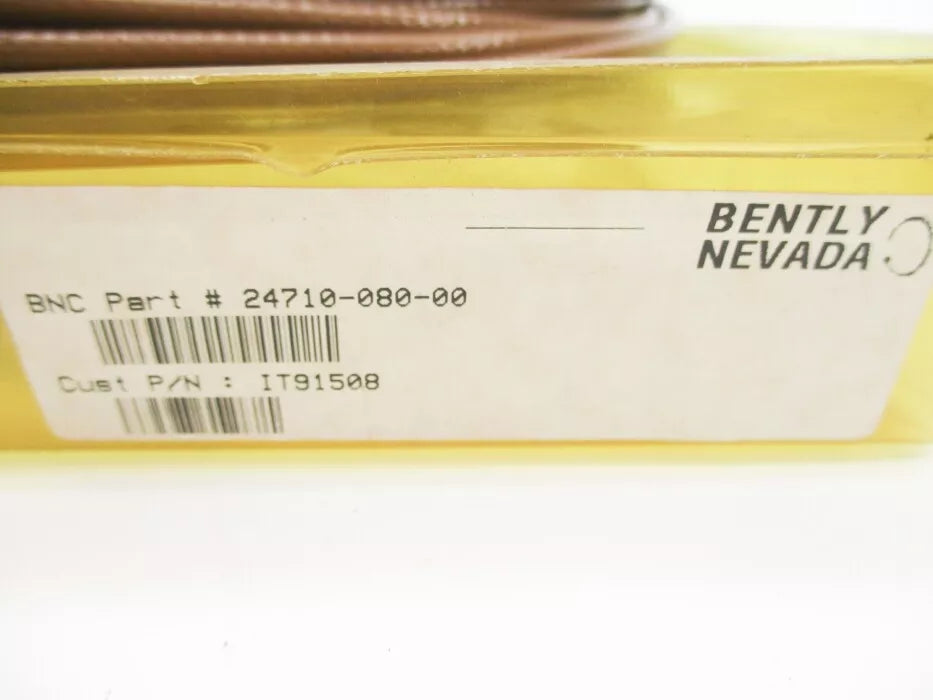 BENTLY
NEVADA
BNC Part # 24710-080-00
Cust P/N : IT91508